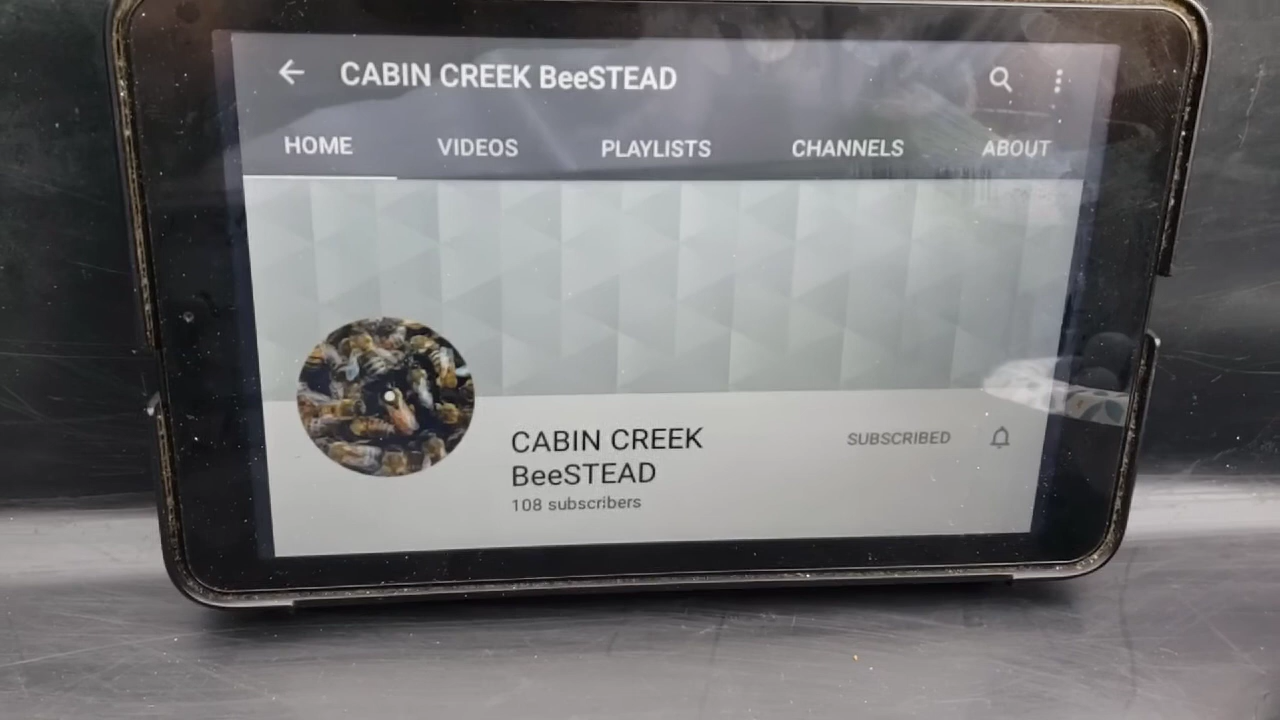 CABIN CREEK BeeSTEAD
HOME VIDEOS PLAYLISTS CHANNELS ABOUT
CABIN CREEK
BeeSTEAD
SUBSCRIBED
108 subscribers